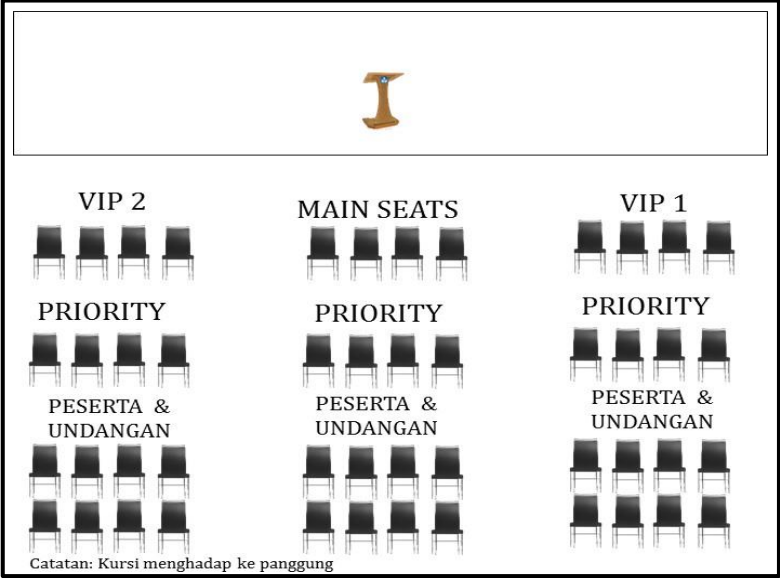 VIP 2
MAIN SEATS
VIP 1
PRIORITY
PRIORITY
PRIORITY
PESERTA &
UNDANGAN
PESERTA &
UNDANGAN
PESERTA &
UNDANGAN
Catatan: Kursi menghadap ke panggung